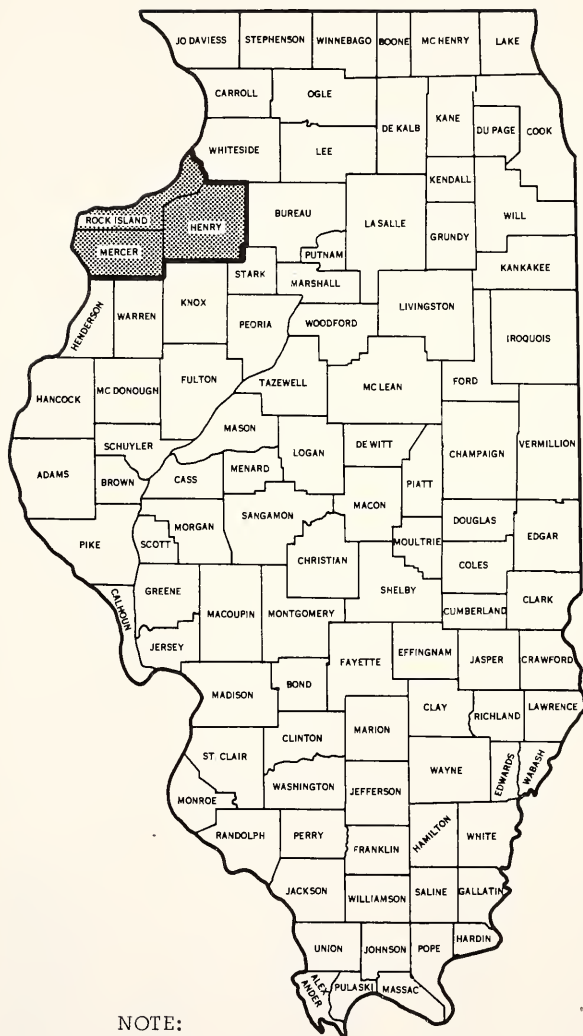 JO DAVIESS STEPHENSON WINNEBAGO BOONE MC HENRY LAKE
CARROLL OGLE
DE KALB KANE DU PAGE COOK
WHITESIDE LEE
KENDALL
ROCK ISLAND HENRY BUREAU LASALLE WILL
MERCER PUTNAM GRUNDY
KANKAKEE
STARK MARSHALL
HENDERSON WARREN KNOX PEORIA WOODFORD LIVINGSTON
IROQUOIS
HANCOCK MC DONOUGH FULTON TAZEWELL MC LEAN FORD
MASON
SCHUYLER LOGAN DE WITT CHAMPAIGN VERMILLION
ADAMS BROWN CASS MENARD PIATT
MACON
PIKE SCOTT MORGAN SANGAMON DOUGLAS EDGAR
CHRISTIAN MOULTRIE COLES
CALHOUN GREENE MACOUPIN MONTGOMERY SHELBY CUMBERLAND CLARK
JERSEY
FAYETTE EFFINGHAM JASPER CRAWFORD
MADISON BOND
CLAY RICHLAND LAWRENCE
CLINTON MARION
ST. CLAIR WAYNE EDWARDS WABASH
WASHINGTON JEFFERSON
MONROE
RANDOLPH PERRY FRANKLIN HAMILTON WHITE
JACKSON WILLIAMSON SALINE GALLATIN
UNION JOHNSON POPE HARDIN
ALEX
ANDER PULASKI MASSAC
NOTE: